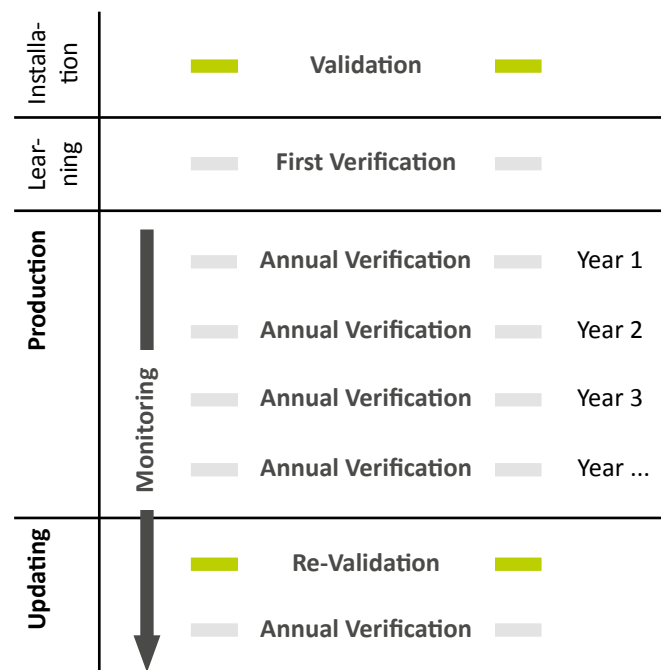 Installa-
tion
Validation
Lear-
ning
First Verification
Production
Monitoring
Annual Verification Year 1
Annual Verification Year 2
Annual Verification Year 3
Annual Verification Year ...
Updating
Re-Validation
Annual Verification